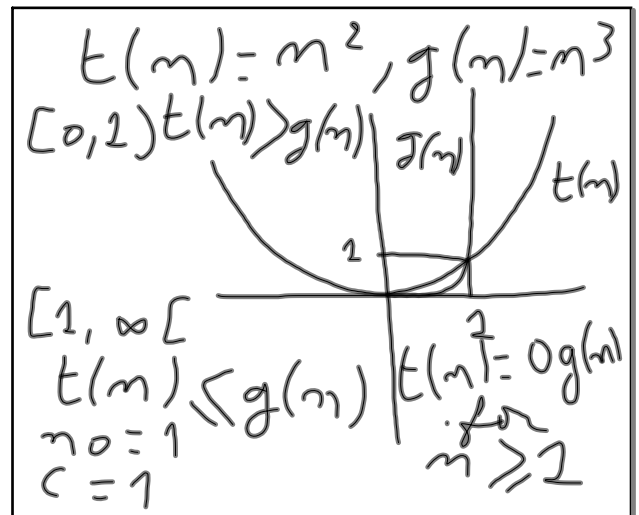 t(n)=n², g(n)=n³
[0,1) t(n)>g(n)
g(n)
t(n)
1
1
[1, ∞[
t(n) < g(n)
t(n) = O g(n)
for
n ≥ 1
n0 = 1
c = 1